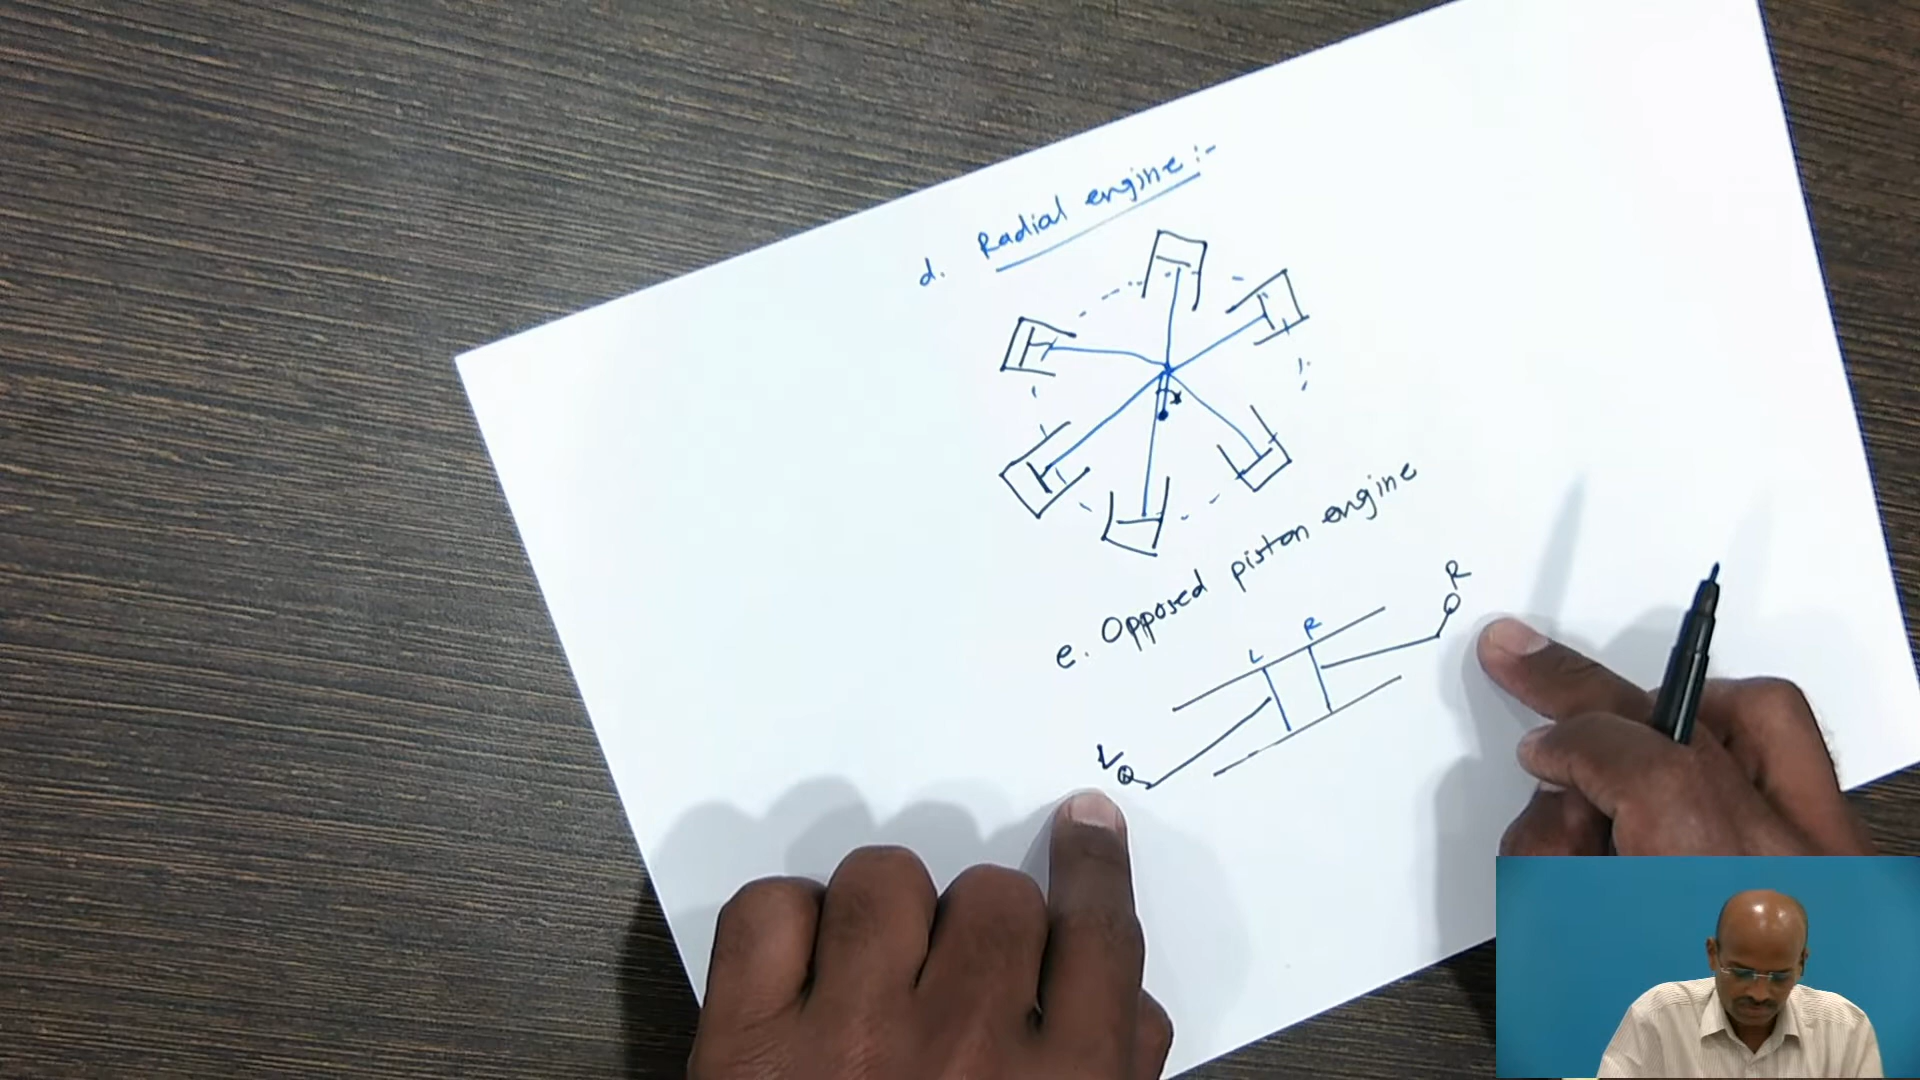 d. Radial engine :-
e. Opposed piston engine
R
L R
L